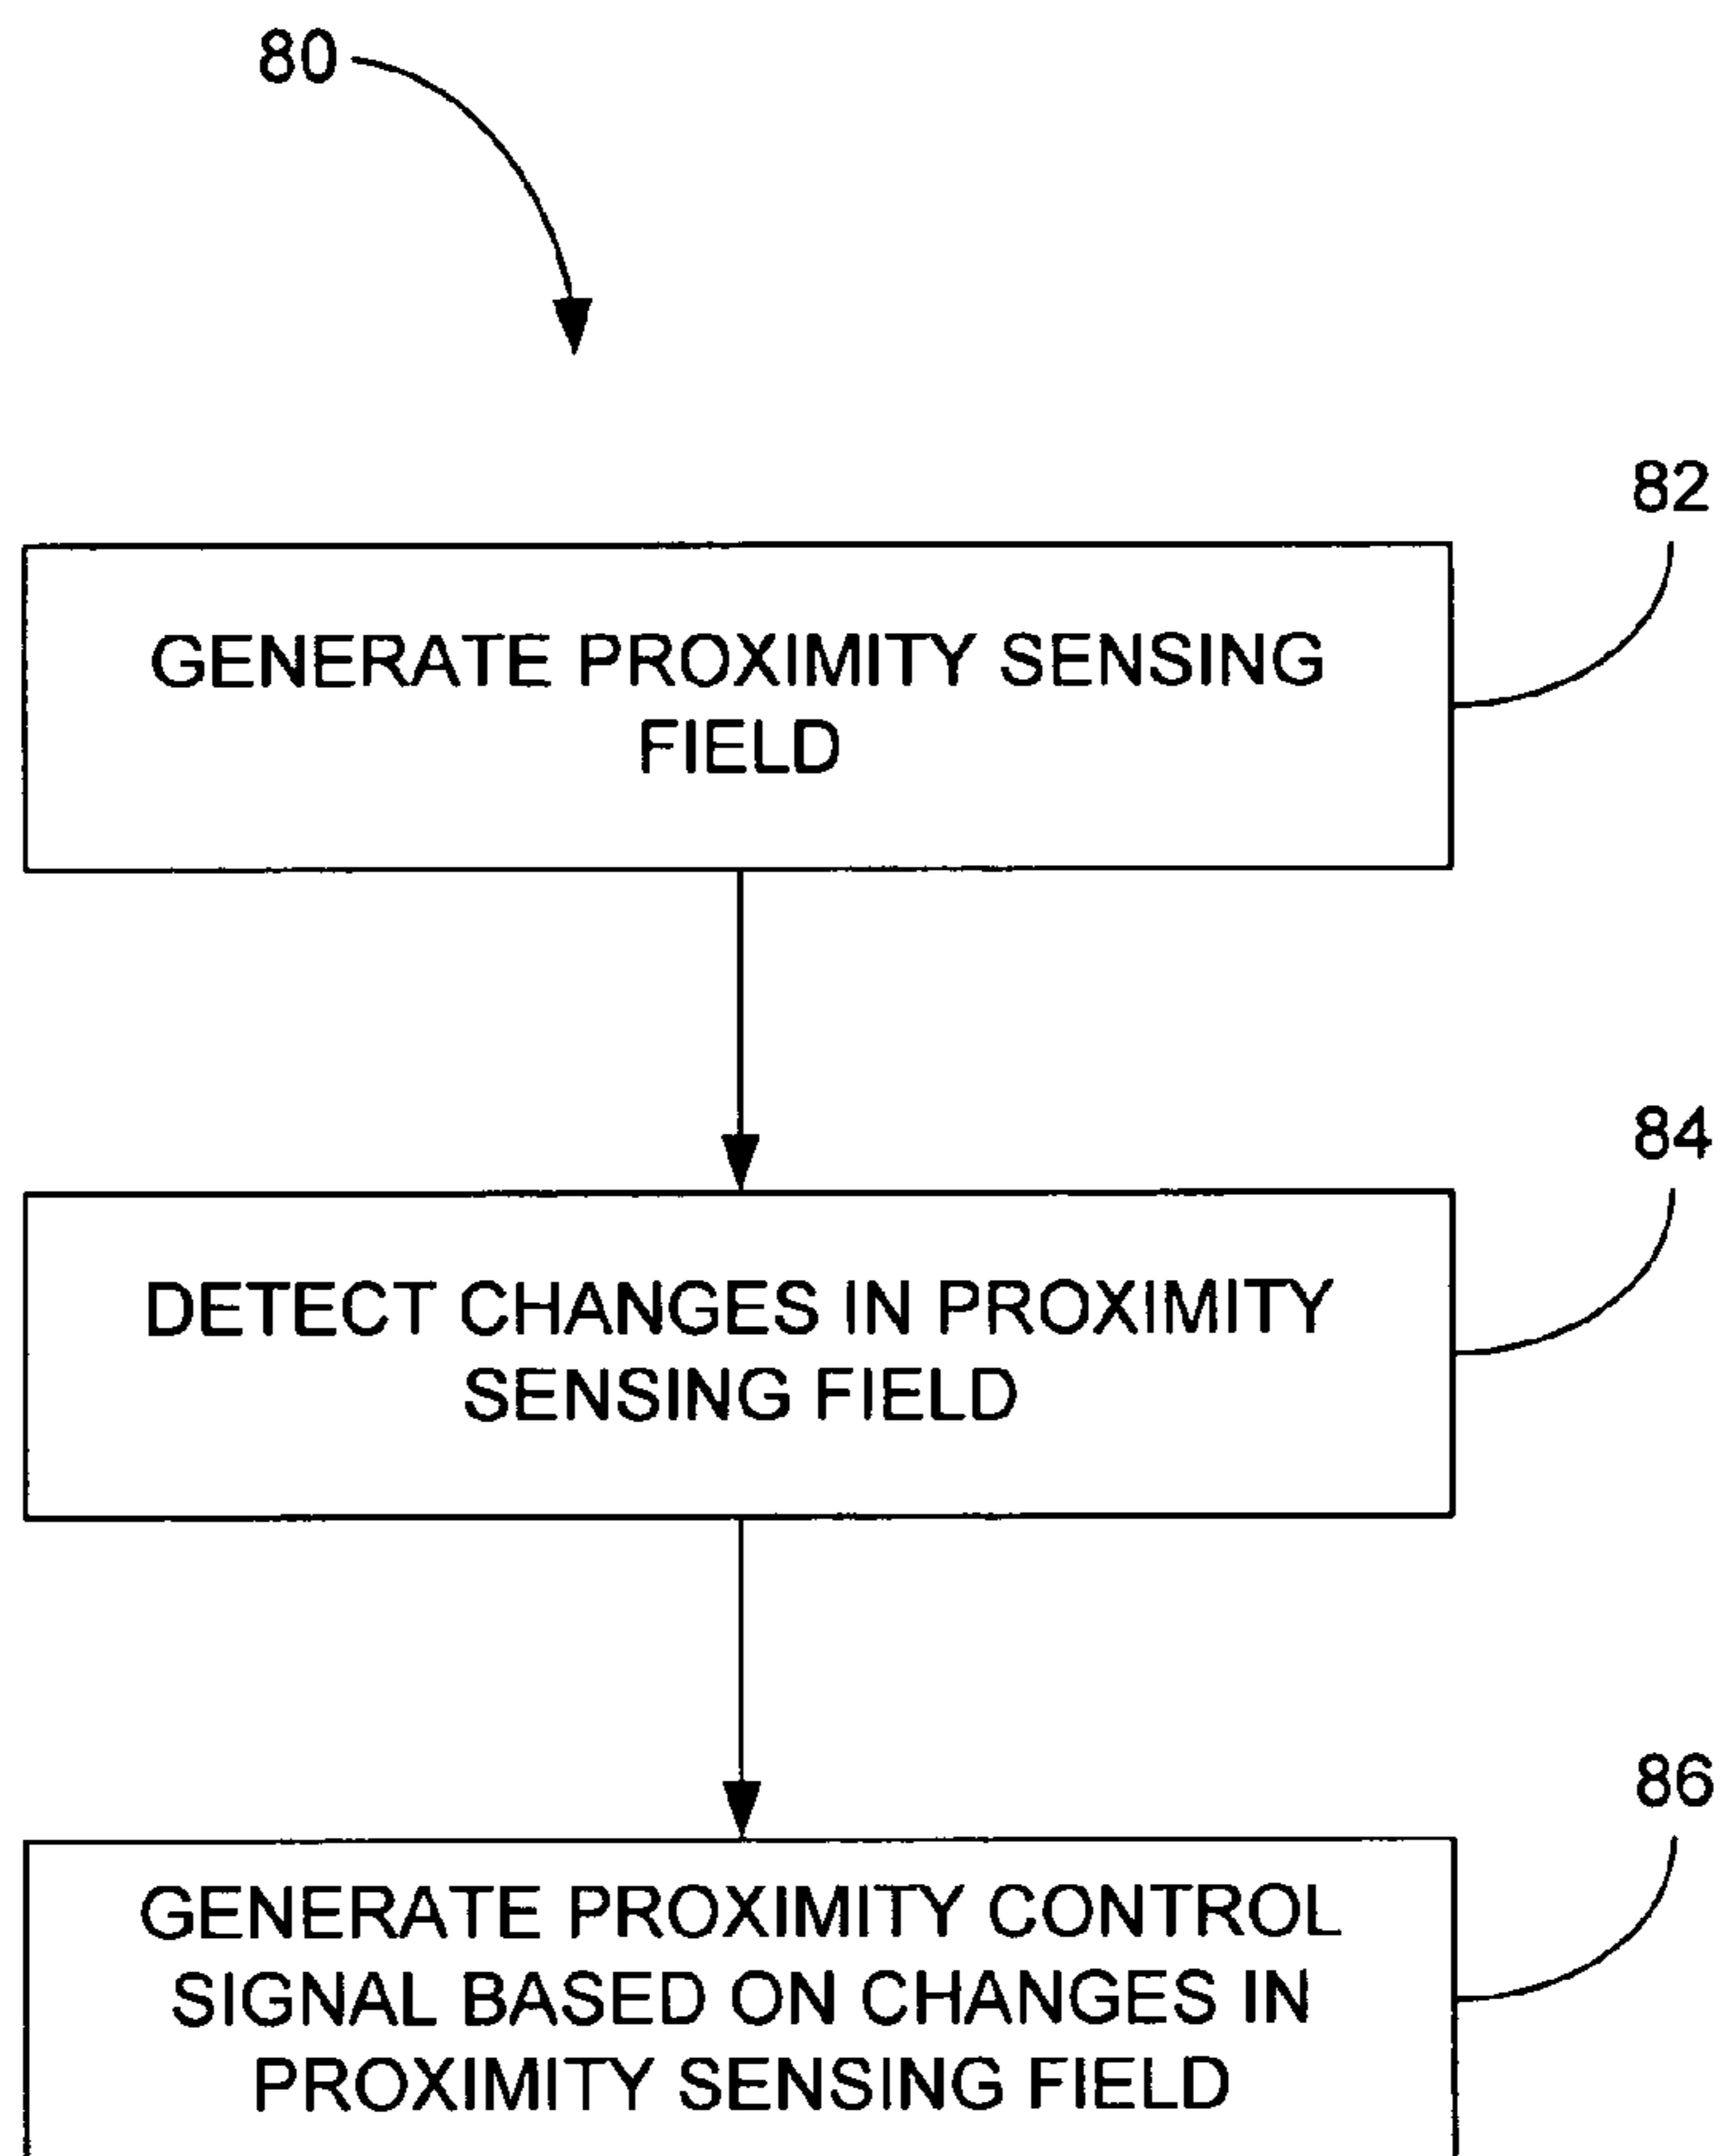 80
82
GENERATE PROXIMITY SENSING
FIELD
84
DETECT CHANGES IN PROXIMITY
SENSING FIELD
86
GENERATE PROXIMITY CONTROL
SIGNAL BASED ON CHANGES IN
PROXIMITY SENSING FIELD